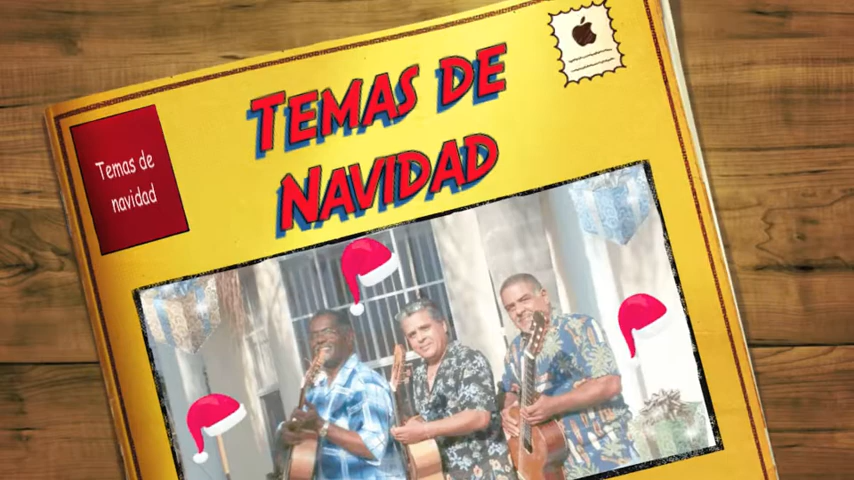 TEMAS DE
NAVIDAD
Temas de
navidad